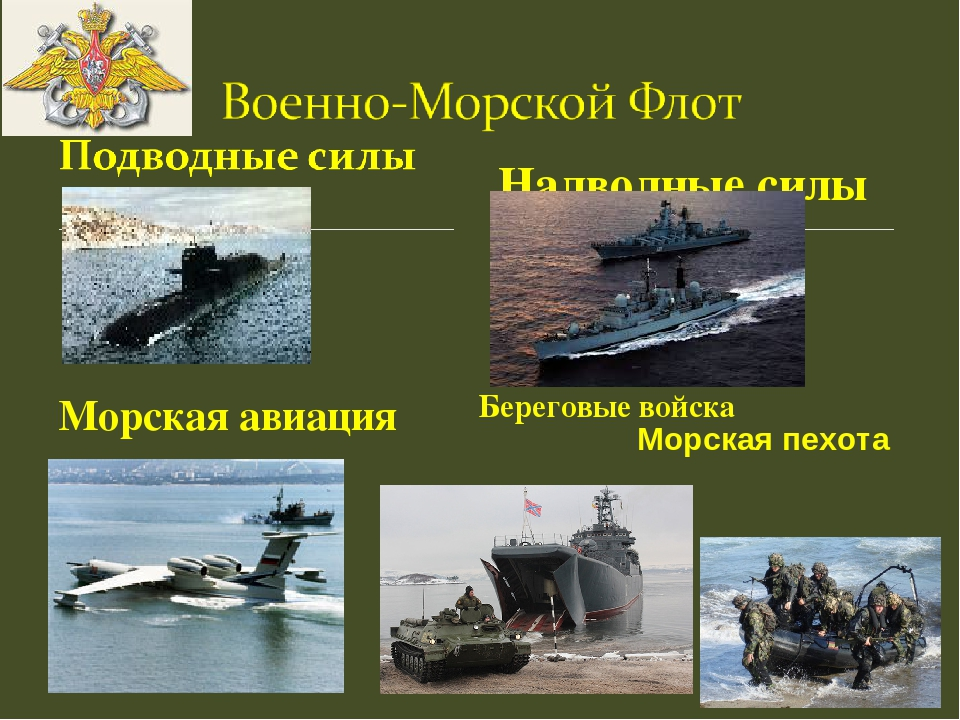 Военно-Морской Флот
Подводные силы
Надводные силы
Морская авиация
Береговые войска
Морская пехота